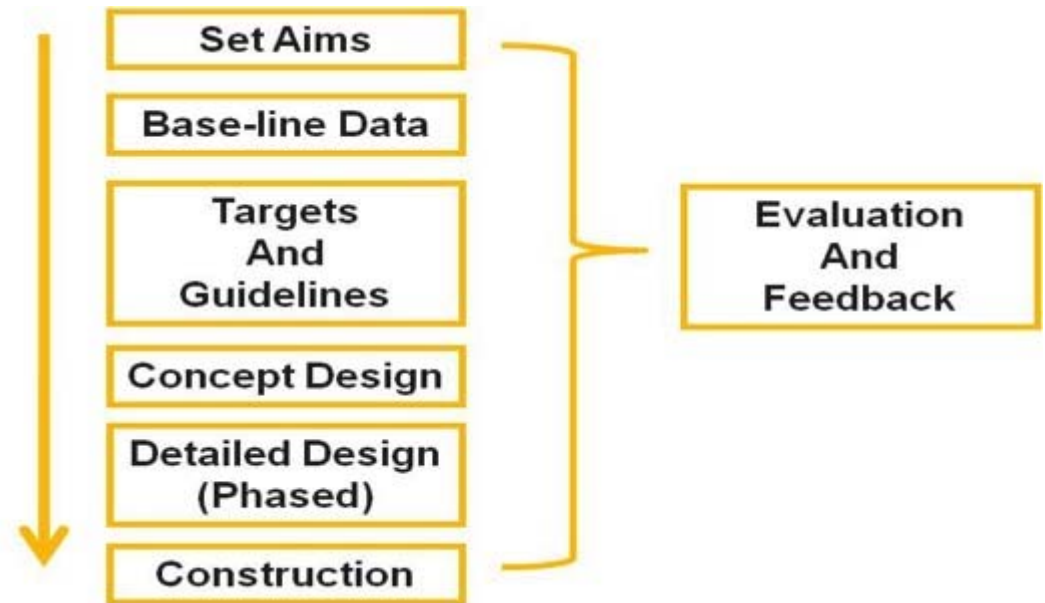 Set Aims
Base-line Data
Targets
And
Guidelines
Concept Design
Detailed Design
(Phased)
Construction
Evaluation
And
Feedback